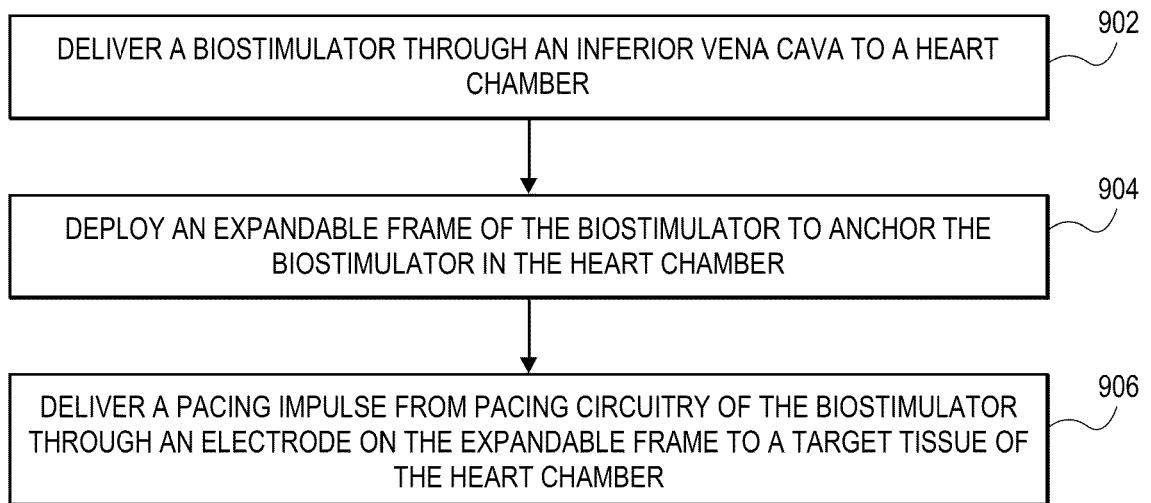 902
DELIVER A BIOSTIMULATOR THROUGH AN INFERIOR VENA CAVA TO A HEART
CHAMBER
904
DEPLOY AN EXPANDABLE FRAME OF THE BIOSTIMULATOR TO ANCHOR THE
BIOSTIMULATOR IN THE HEART CHAMBER
906
DELIVER A PACING IMPULSE FROM PACING CIRCUITRY OF THE BIOSTIMULATOR
THROUGH AN ELECTRODE ON THE EXPANDABLE FRAME TO A TARGET TISSUE OF
THE HEART CHAMBER